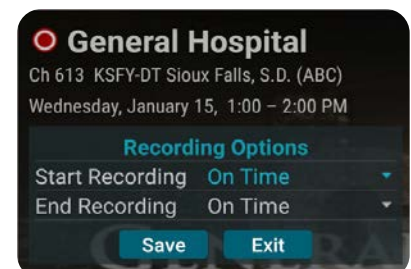 General Hospital
Ch 613 KSFY-DT Sioux Falls, S.D. (ABC)
Wednesday, January 15, 1:00 – 2:00 PM
Recording Options
Start Recording On Time
End Recording On Time
Save Exit